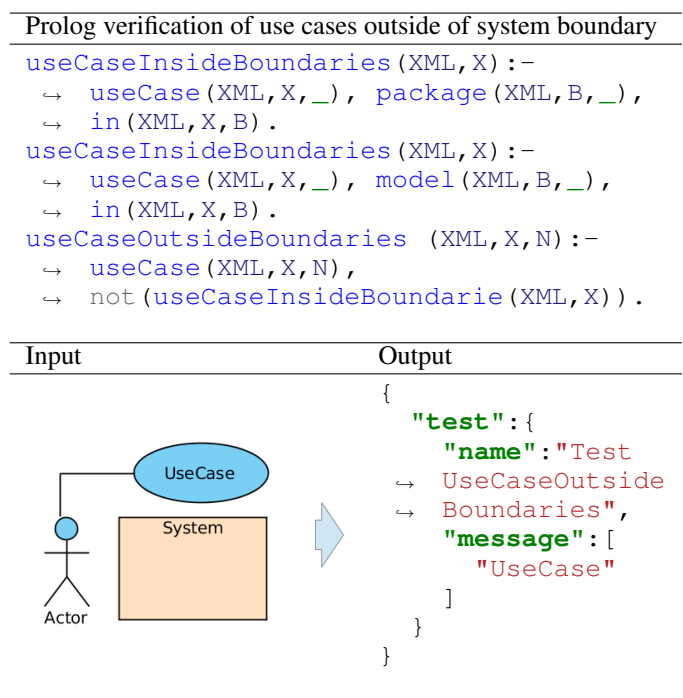 Prolog verification of use cases outside of system boundary
useCaseInsideBoundaries(XML,X):-
↪ useCase(XML,X,_), package(XML,B,_),
↪ in(XML,X,B).
useCaseInsideBoundaries(XML,X):-
↪ useCase(XML,X,_), model(XML,B,_),
↪ in(XML,X,B).
useCaseOutsideBoundaries (XML,X,N):-
↪ useCase(XML,X,N),
↪ not(useCaseInsideBoundarie(XML,X)).
Input
UseCase
System
Actor
Output
{
"test":{
"name":"Test
↪ UseCaseOutside
↪ Boundaries",
"message":[
"UseCase"
]
}
}